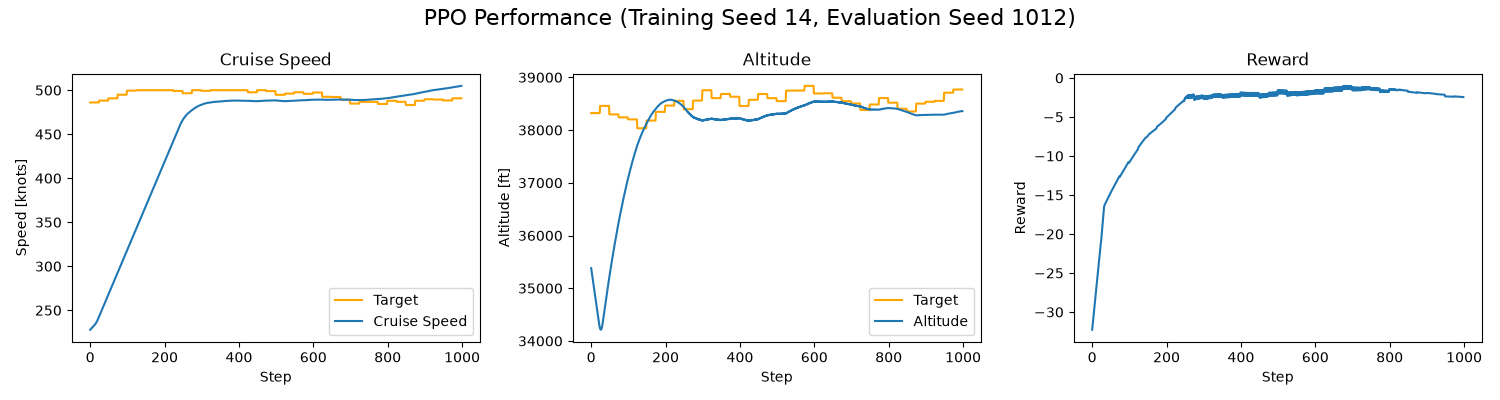 PPO Performance (Training Seed 14, Evaluation Seed 1012)
Cruise Speed
Speed [knots]
500
450
400
350
300
250
0 200 400 600 800 1000
Step
Target
Cruise Speed
Altitude
Altitude [ft]
39000
38000
37000
36000
35000
34000
0 200 400 600 800 1000
Step
Target
Altitude
Reward
Reward
0
−5
−10
−15
−20
−25
−30
0 200 400 600 800 1000
Step